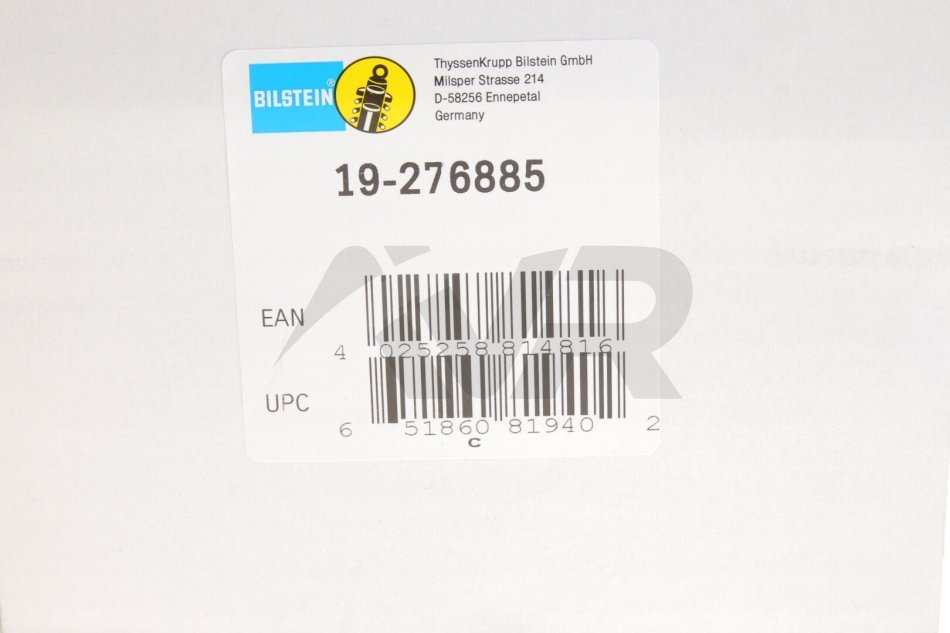 BILSTEIN®
ThyssenKrupp Bilstein GmbH
Milsper Strasse 214
D-58256 Ennepetal
Germany
19-276885
AVR
EAN
4 025258 814816
UPC
6 51860 81940 2
C